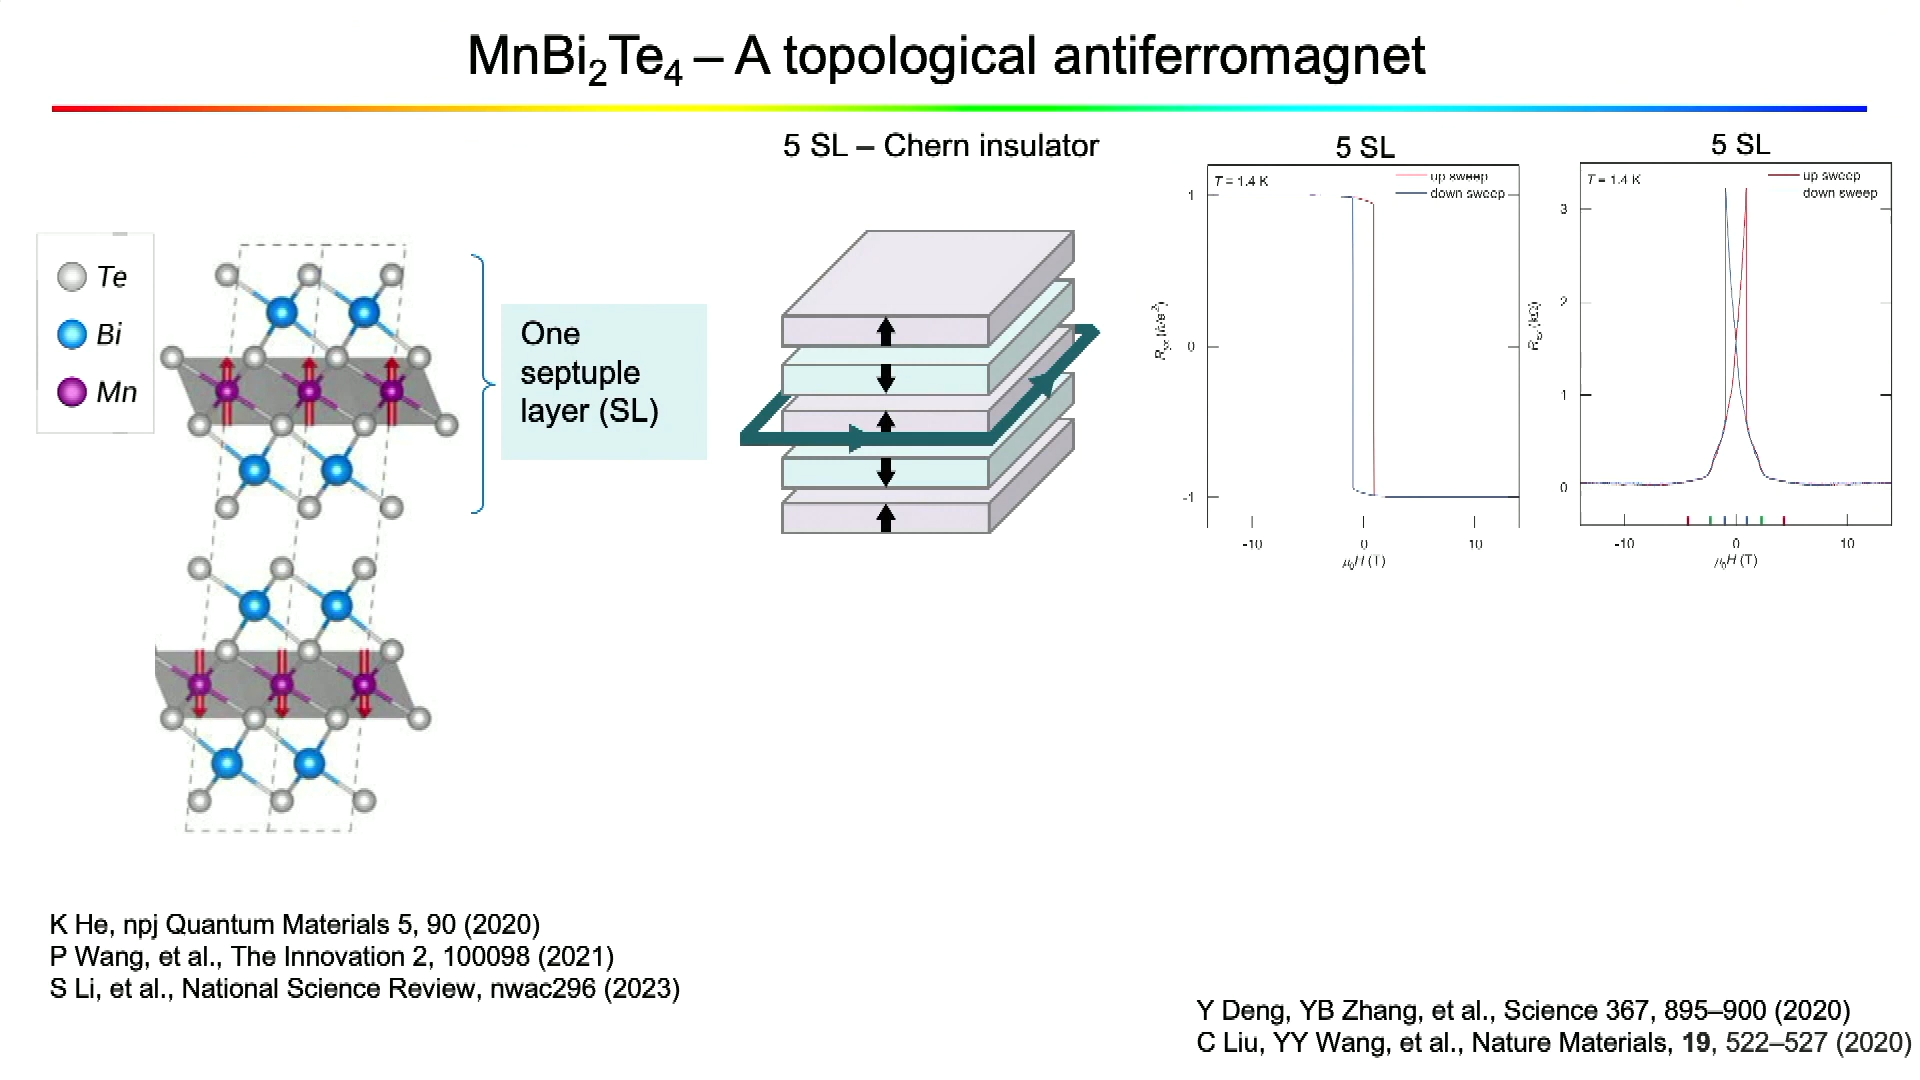 MnBi₂Te₄ – A topological antiferromagnet
Te
Bi
Mn
One
septuple
layer (SL)
5 SL – Chern insulator
5 SL
T = 1.4 K
up sweep
down sweep
1
0
-1
-10
0
10
μ₀H (T)
5 SL
T = 1.4 K
up sweep
down sweep
3
2
1
0
-10
0
10
μ₀H (T)
K He, npj Quantum Materials 5, 90 (2020)
P Wang, et al., The Innovation 2, 100098 (2021)
S Li, et al., National Science Review, nwac296 (2023)
Y Deng, YB Zhang, et al., Science 367, 895–900 (2020)
C Liu, YY Wang, et al., Nature Materials, 19, 522–527 (2020)